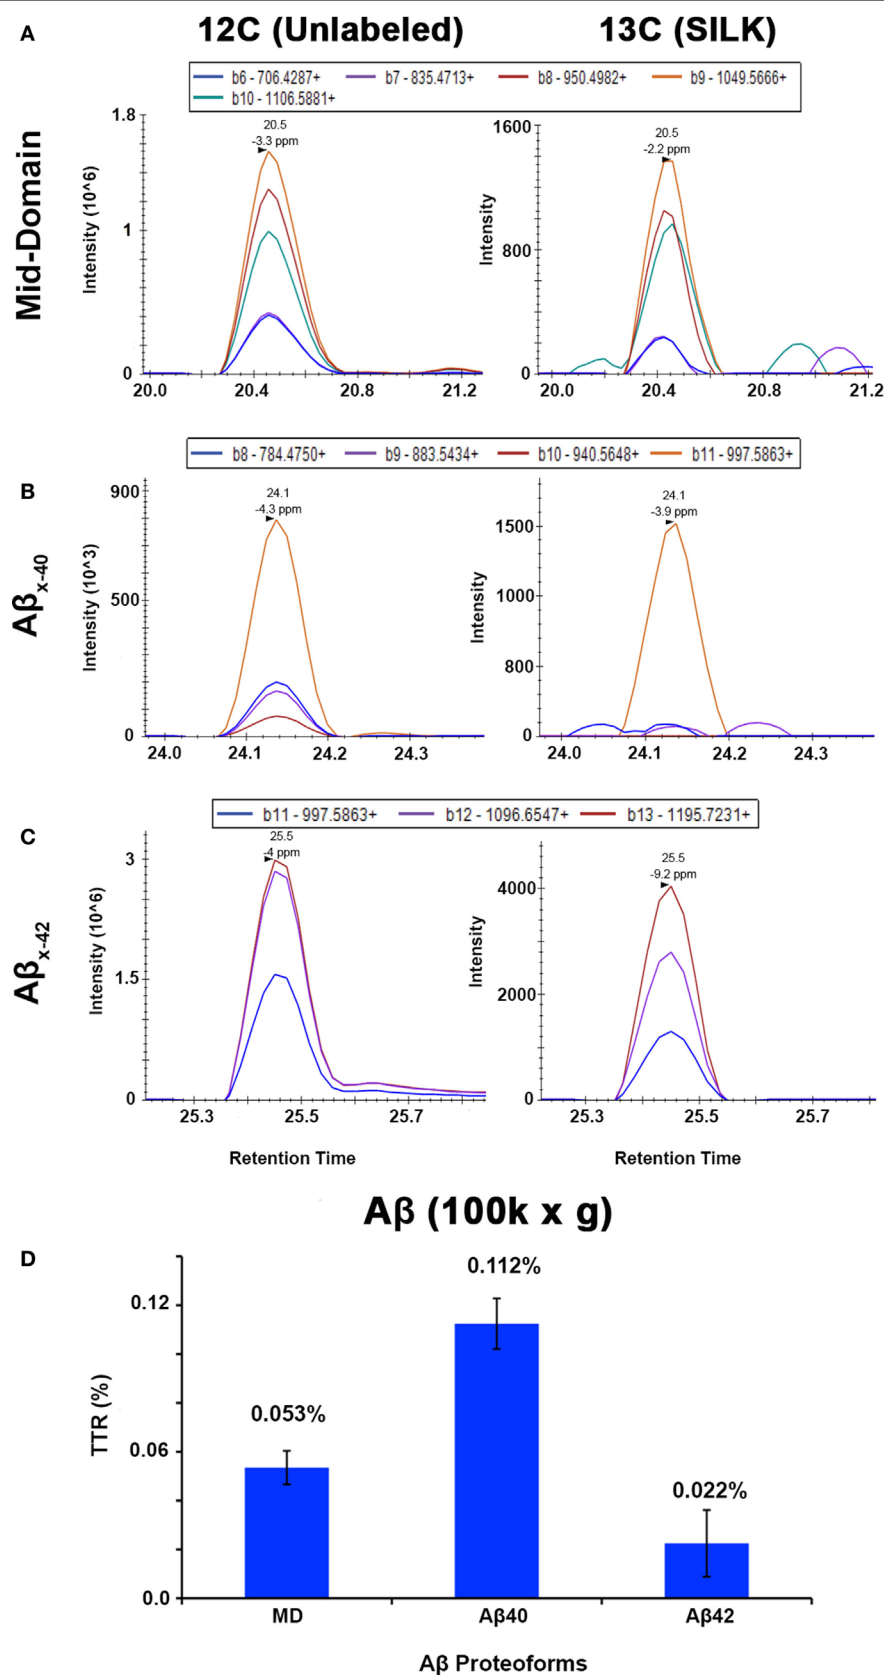 A
12C (Unlabeled)
13C (SILK)
b6 - 706.4287+
b7 - 835.4713+
b8 - 950.4982+
b9 - 1049.5666+
b10 - 1106.5881+
Mid-Domain
Intensity (10^6)
1.8
1
0
20.5
-3.3 ppm
20.0
20.4
20.8
21.2
Intensity
1600
800
0
20.5
-2.2 ppm
20.0
20.4
20.8
21.2
B
b8 - 784.4750+
b9 - 883.5434+
b10 - 940.5648+
b11 - 997.5863+
Aβx-40
Intensity (10^3)
900
500
0
24.1
-4.3 ppm
24.0
24.1
24.2
24.3
Intensity
1500
1000
800
0
24.1
-3.9 ppm
24.0
24.1
24.2
24.3
C
b11 - 997.5863+
b12 - 1096.6547+
b13 - 1195.7231+
Aβx-42
Intensity (10^6)
3
1.5
0
25.5
-4 ppm
25.3
25.5
25.7
Retention Time
Intensity
4000
2000
0
25.5
-9.2 ppm
25.3
25.5
25.7
Retention Time
Aβ (100k x g)
D
TTR (%)
0.12
0.06
0.0
0.053%
0.112%
0.022%
MD
Aβ40
Aβ42
Aβ Proteoforms